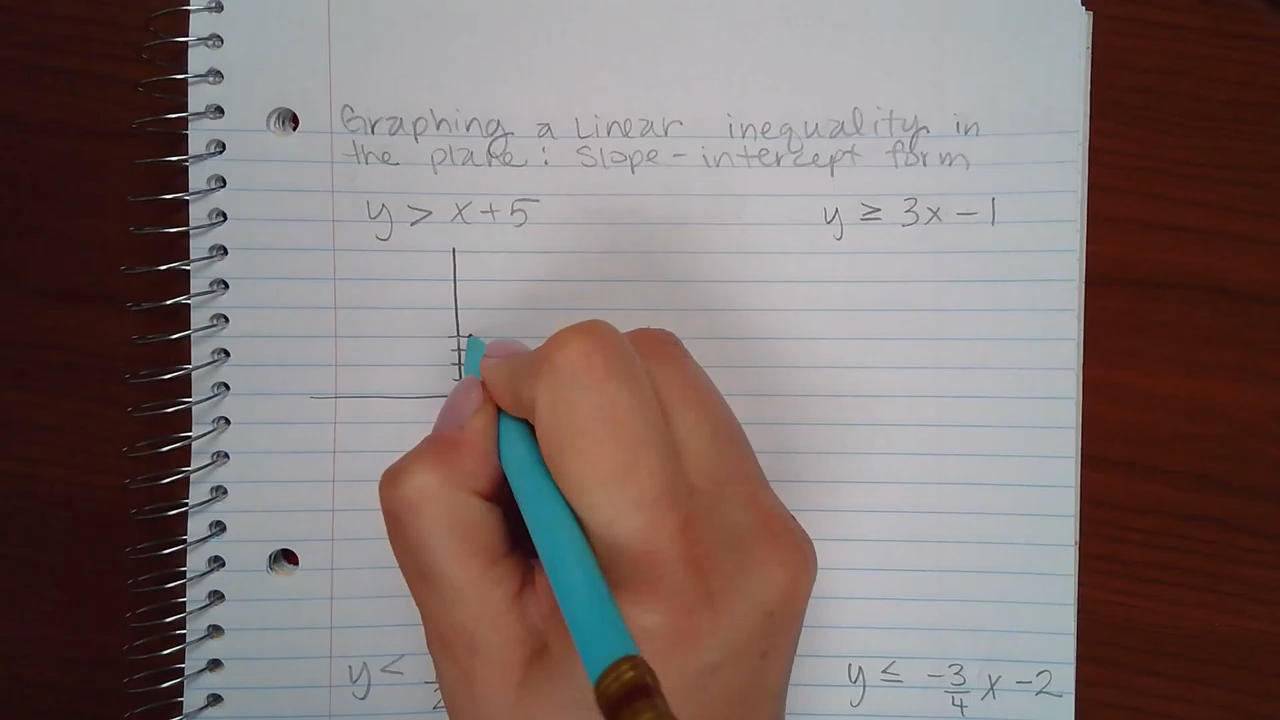 Graphing a Linear inequality in
the plane: Slope-intercept form
y > x+5
y ≥ 3x -1
y <
y ≤ -3/4 x -2